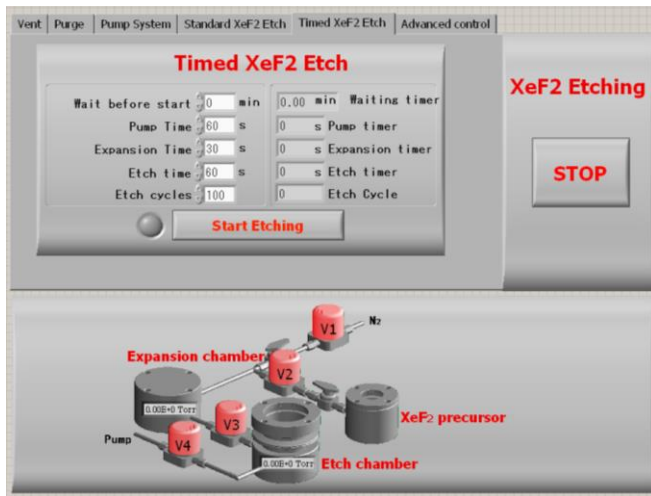 Vent Purge Pump System Standard XeF2 Etch Timed XeF2 Etch Advanced control
Timed XeF2 Etch
Wait before start 0 min 0.00 min Waiting timer
Pump Time 60 s 0 s Pump timer
Expansion Time 30 s 0 s Expansion timer
Etch time 60 s 0 s Etch timer
Etch cycles 100 0 Etch Cycle
Start Etching
XeF2 Etching
STOP
V1 N2
Expansion chamber
V2
0.00E+0 Torr
V3
XeF2 precursor
Pump V4
0.00E+0 Torr Etch chamber